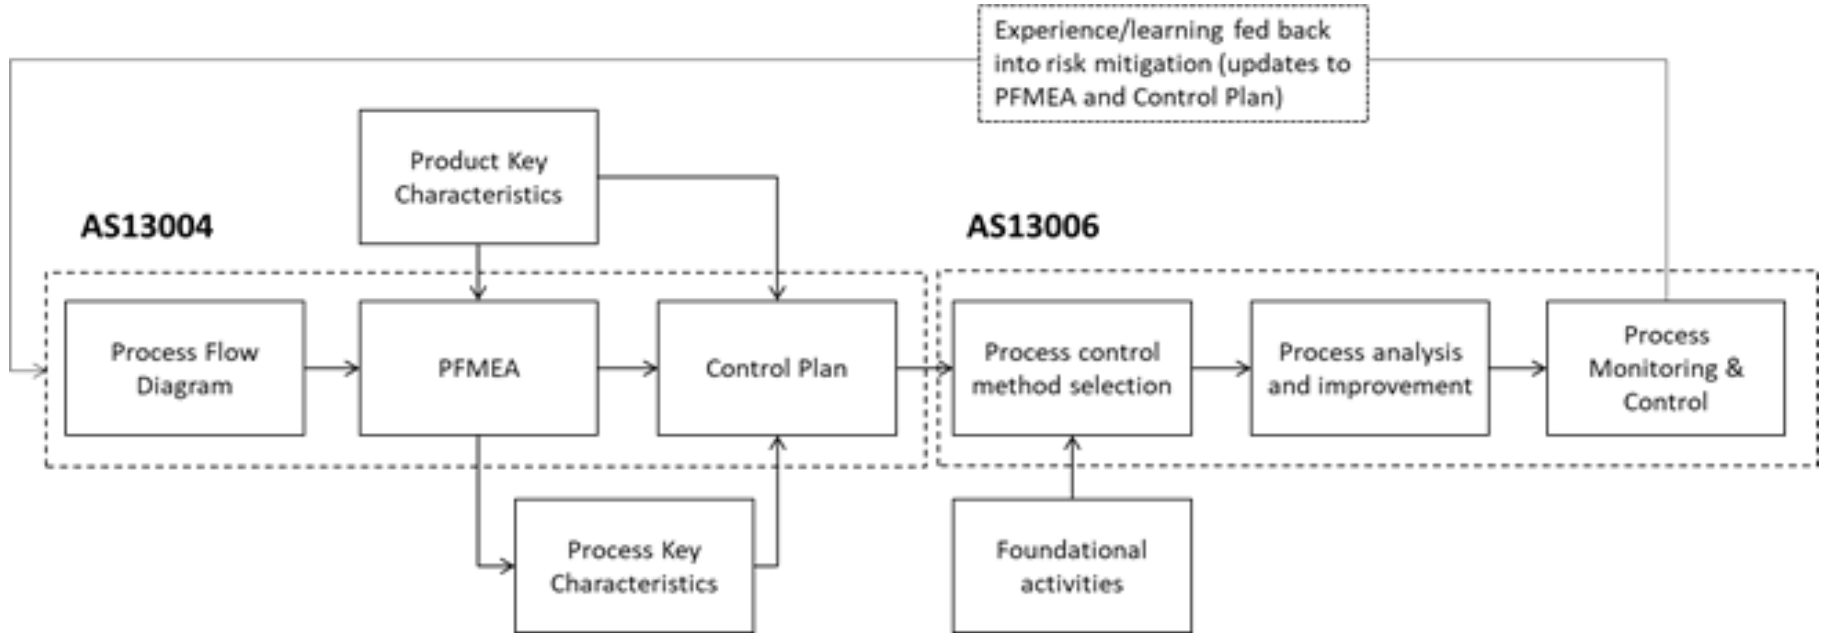 Experience/learning fed back
into risk mitigation (updates to
PFMEA and Control Plan)
Product Key
Characteristics
AS13004
AS13006
Process Flow
Diagram
PFMEA
Control Plan
Process control
method selection
Process analysis
and improvement
Process
Monitoring &
Control
Process Key
Characteristics
Foundational
activities